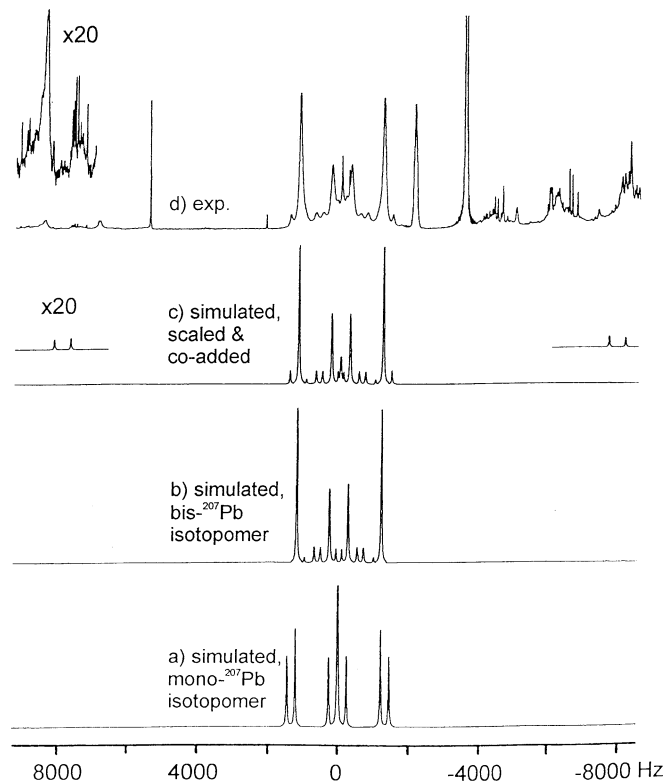 x20
d) exp.
x20
c) simulated,
scaled &
co-added
b) simulated,
bis-²⁰⁷Pb
isotopomer
a) simulated,
mono-²⁰⁷Pb
isotopomer
8000 4000 0 -4000 -8000 Hz